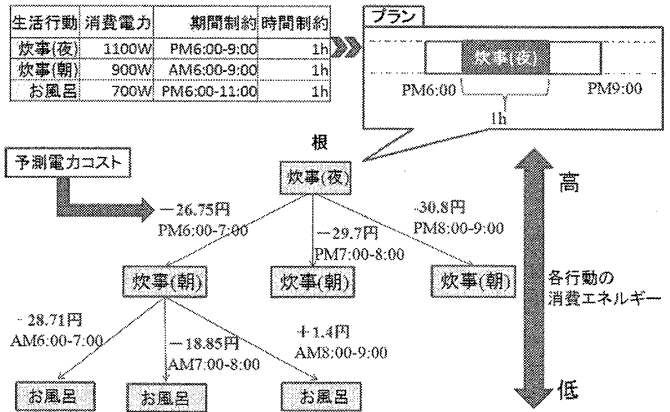 生活行動 消費電力 期間制約 時間制約
炊事(夜) 1100W PM6:00-9:00 1h
炊事(朝) 900W AM6:00-9:00 1h
お風呂 700W PM6:00-11:00 1h
プラン
炊事(夜)
PM6:00 PM9:00
1h
根
予測電力コスト
炊事(夜)
高
-26.75円
PM6:00-7:00
-29.7円
PM7:00-8:00
-30.8円
PM8:00-9:00
炊事(朝) 炊事(朝) 炊事(朝)
各行動の
消費エネルギー
-28.71円
AM6:00-7:00
-18.85円
AM7:00-8:00
+1.4円
AM8:00-9:00
お風呂 お風呂 お風呂
低